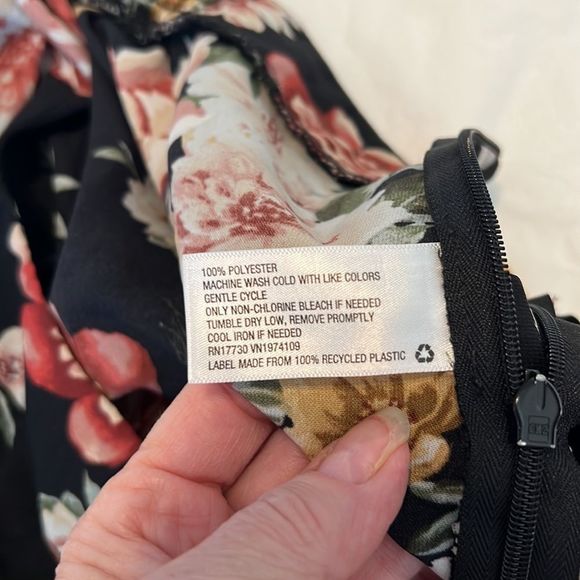 100% POLYESTER
MACHINE WASH COLD WITH LIKE COLORS
GENTLE CYCLE
ONLY NON-CHLORINE BLEACH IF NEEDED
TUMBLE DRY LOW, REMOVE PROMPTLY
COOL IRON IF NEEDED
RN17730 VN1974109
LABEL MADE FROM 100% RECYCLED PLASTIC